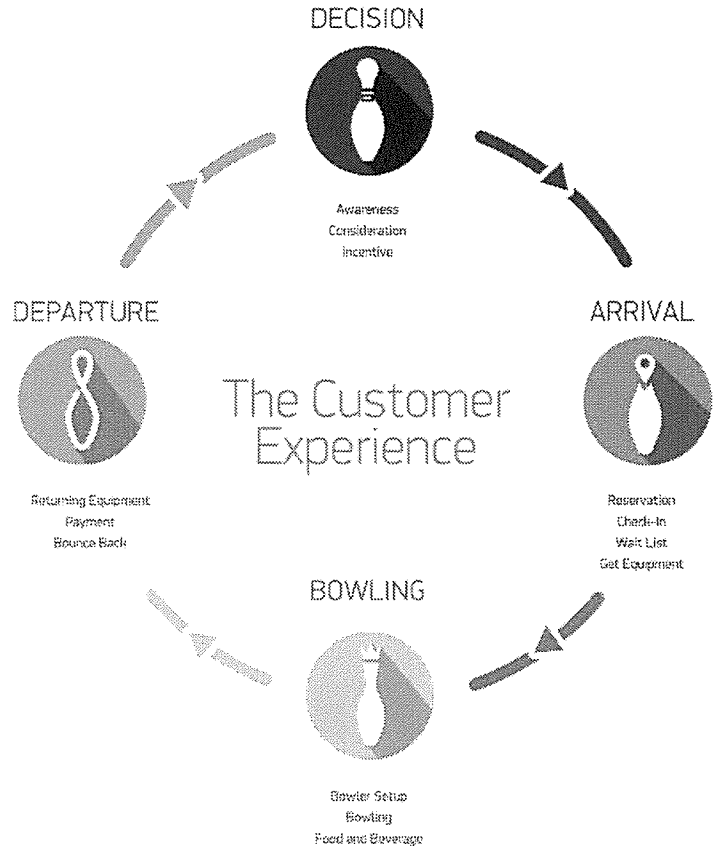 DECISION
Awareness
Consideration
Incentive
DEPARTURE
Returning Equipment
Payment
Bounce Back
The Customer
Experience
ARRIVAL
Reservation
Check-In
Wait List
Get Equipment
BOWLING
Bowler Setup
Bowling
Food and Beverage